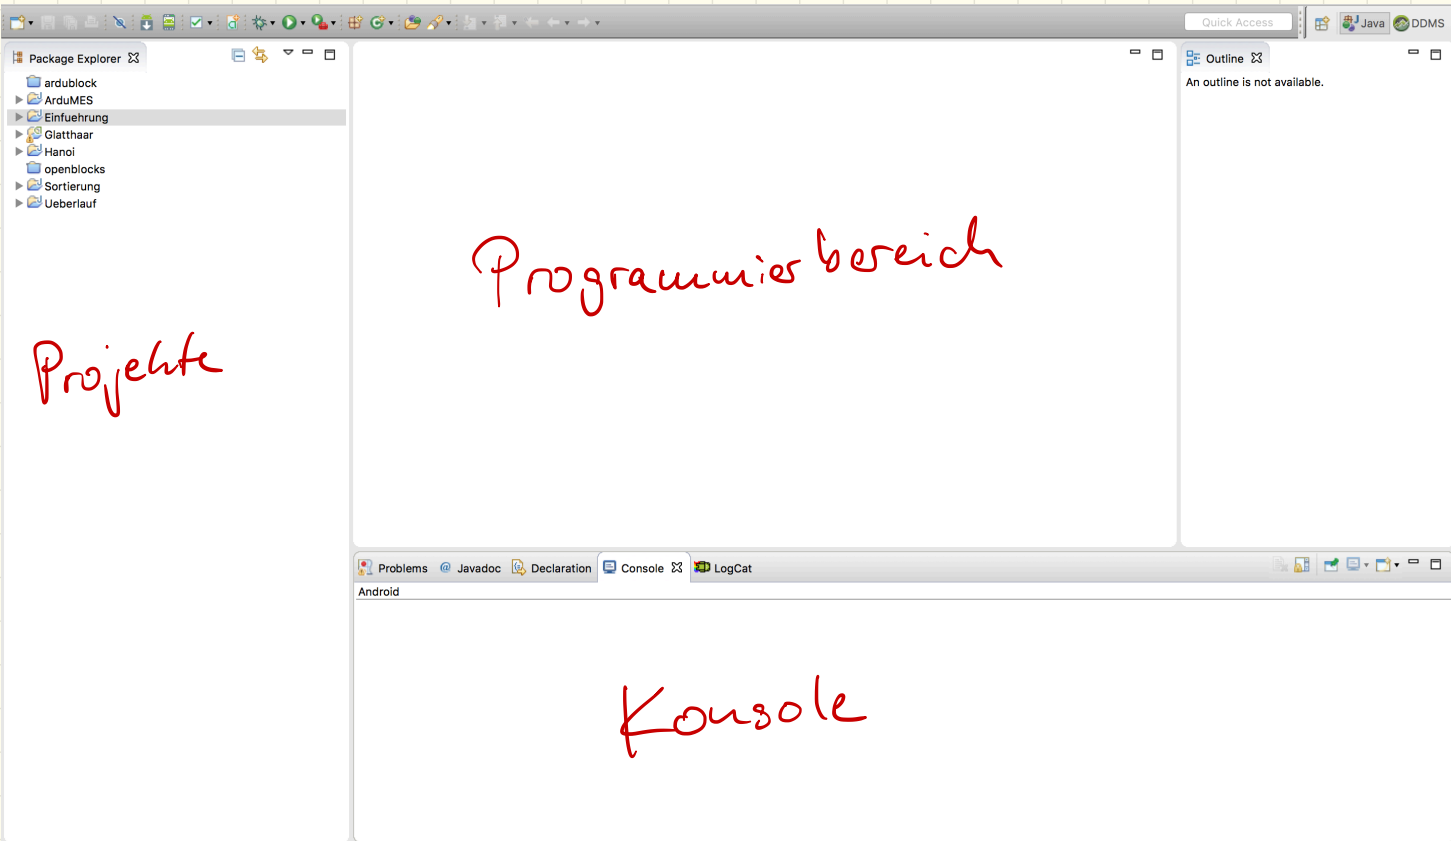 Quick Access
Java
DDMS
Package Explorer
ardublock
ArduMES
Einfuehrung
Glatthaar
Hanoi
openblocks
Sortierung
Ueberlauf
Projekte
Programmierbereich
Outline
An outline is not available.
Problems
@ Javadoc
Declaration
Console
LogCat
Android
Konsole